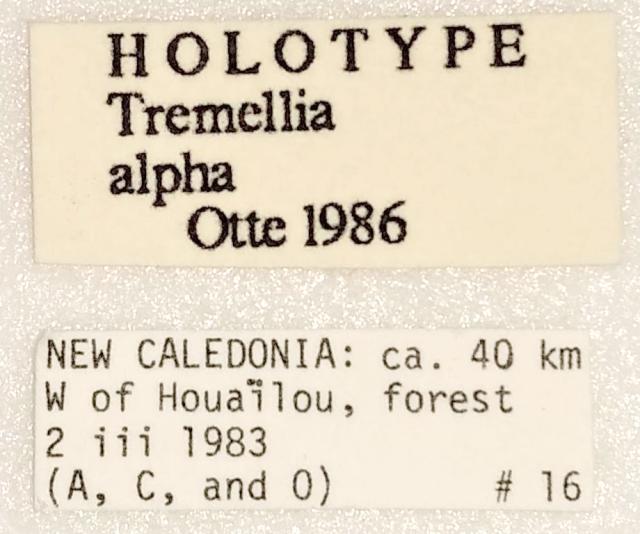 HOLOTYPE
Tremellia
alpha
Otte 1986
NEW CALEDONIA: ca. 40 km
W of Houaïlou, forest
2 iii 1983
(A, C, and O) # 16